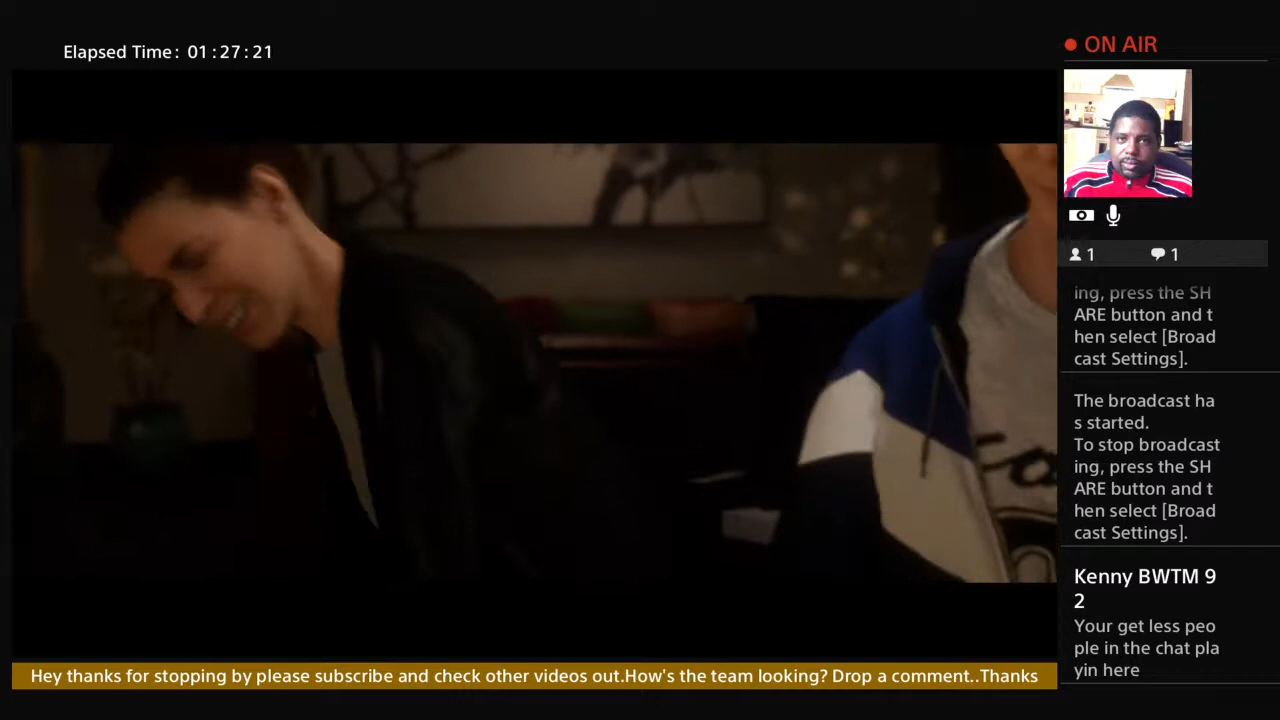 Elapsed Time: 01:27:21
ON AIR
1
1
ing, press the SH
ARE button and t
hen select [Broad
cast Settings].
The broadcast ha
s started.
To stop broadcast
ing, press the SH
ARE button and t
hen select [Broad
cast Settings].
Kenny BWTM 9
2
Your get less peo
ple in the chat pla
yin here
Hey thanks for stopping by please subscribe and check other videos out.How's the team looking? Drop a comment..Thanks